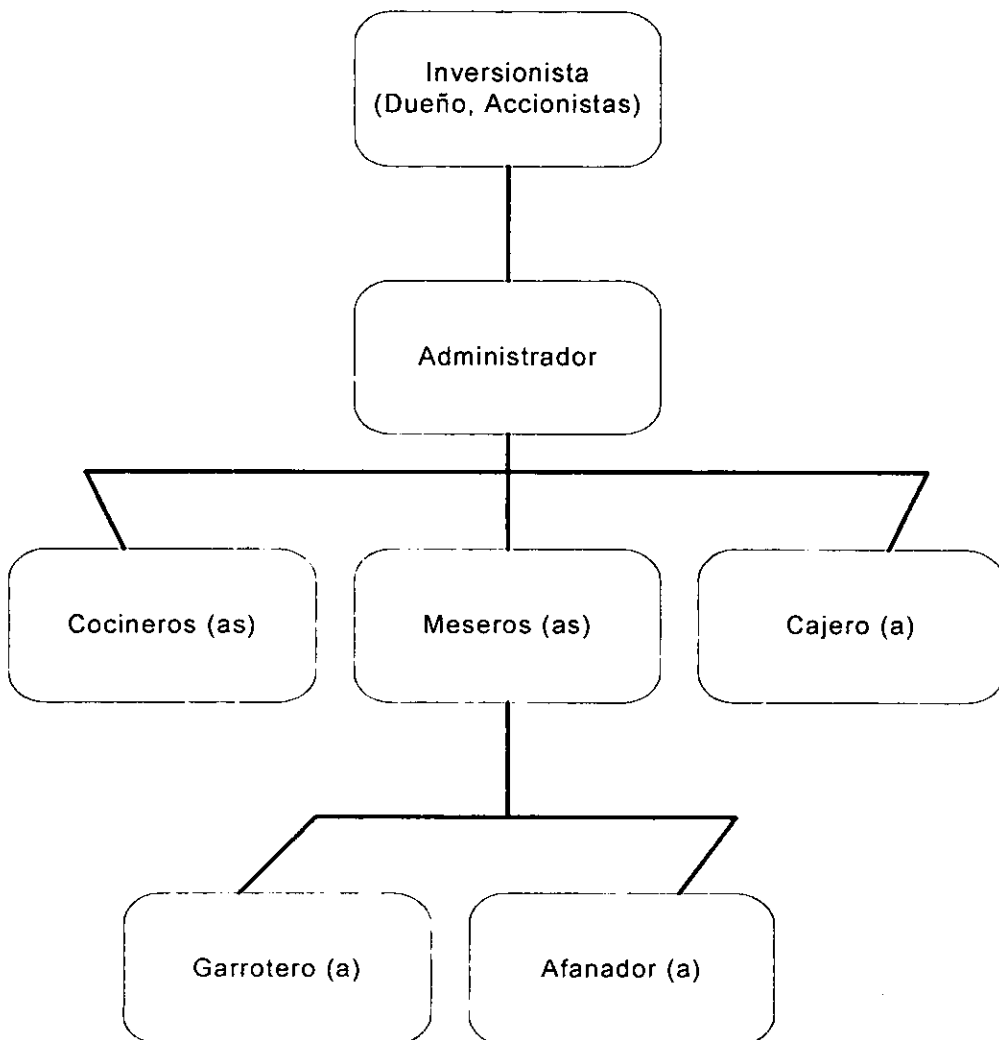 Inversionista
(Dueño, Accionistas)
Administrador
Cocineros (as)
Meseros (as)
Cajero (a)
Garrotero (a)
Afanador (a)